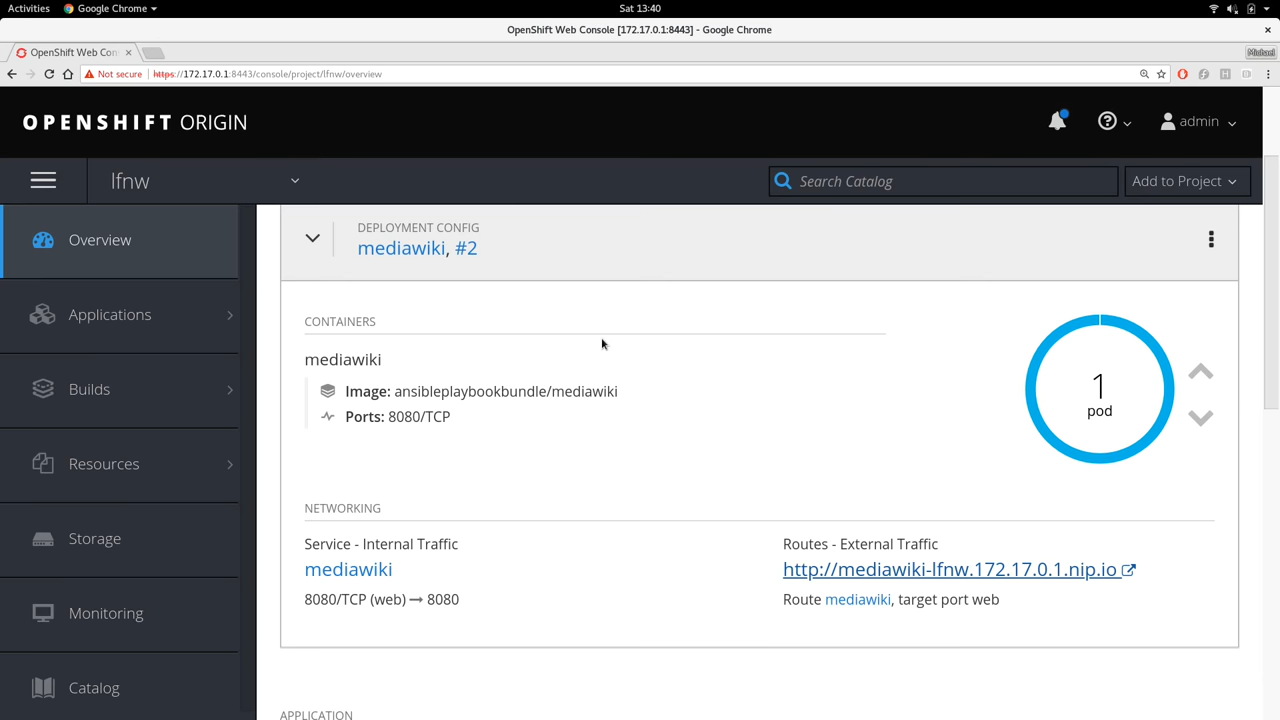 Activities Google Chrome Sat 13:40
OpenShift Web Console [172.17.0.1:8443] - Google Chrome
OpenShift Web Con
Michael
Not secure https://172.17.0.1:8443/console/project/lfnw/overview
OPENSHIFT ORIGIN
admin
lfnw
Search Catalog
Add to Project
Overview
Applications
Builds
Resources
Storage
Monitoring
Catalog
DEPLOYMENT CONFIG
mediawiki, #2
CONTAINERS
mediawiki
Image: ansibleplaybookbundle/mediawiki
Ports: 8080/TCP
1
pod
NETWORKING
Service - Internal Traffic
mediawiki
8080/TCP (web) → 8080
Routes - External Traffic
http://mediawiki-lfnw.172.17.0.1.nip.io
Route mediawiki, target port web
APPLICATION